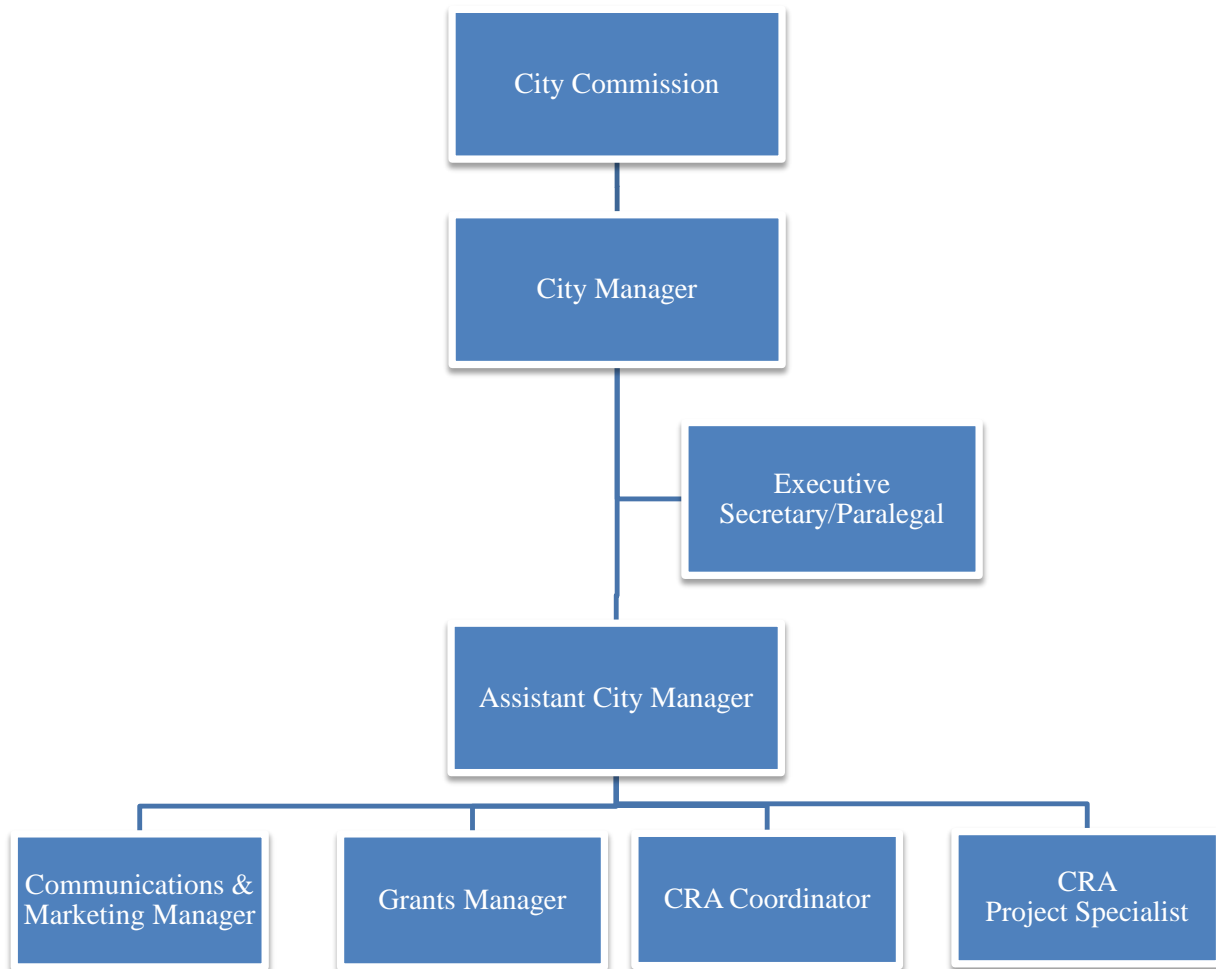 City Commission
City Manager
Executive
Secretary/Paralegal
Assistant City Manager
Communications &
Marketing Manager
Grants Manager
CRA Coordinator
CRA
Project Specialist